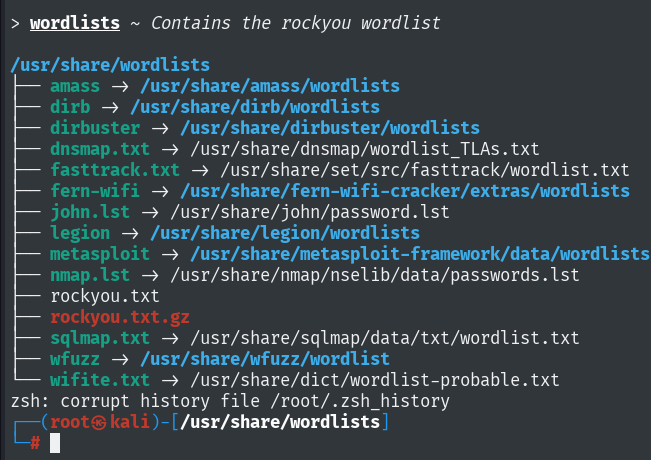 > wordlists ~ Contains the rockyou wordlist
/usr/share/wordlists
├── amass → /usr/share/amass/wordlists
├── dirb → /usr/share/dirb/wordlists
├── dirbuster → /usr/share/dirbuster/wordlists
├── dnsmap.txt → /usr/share/dnsmap/wordlist_TLAs.txt
├── fasttrack.txt → /usr/share/set/src/fasttrack/wordlist.txt
├── fern-wifi → /usr/share/fern-wifi-cracker/extras/wordlists
├── john.lst → /usr/share/john/password.lst
├── legion → /usr/share/legion/wordlists
├── metasploit → /usr/share/metasploit-framework/data/wordlists
├── nmap.lst → /usr/share/nmap/nselib/data/passwords.lst
├── rockyou.txt
├── rockyou.txt.gz
├── sqlmap.txt → /usr/share/sqlmap/data/txt/wordlist.txt
├── wfuzz → /usr/share/wfuzz/wordlist
└── wifite.txt → /usr/share/dict/wordlist-probable.txt
zsh: corrupt history file /root/.zsh_history
┌──(root㉿kali)-[/usr/share/wordlists]
└─#